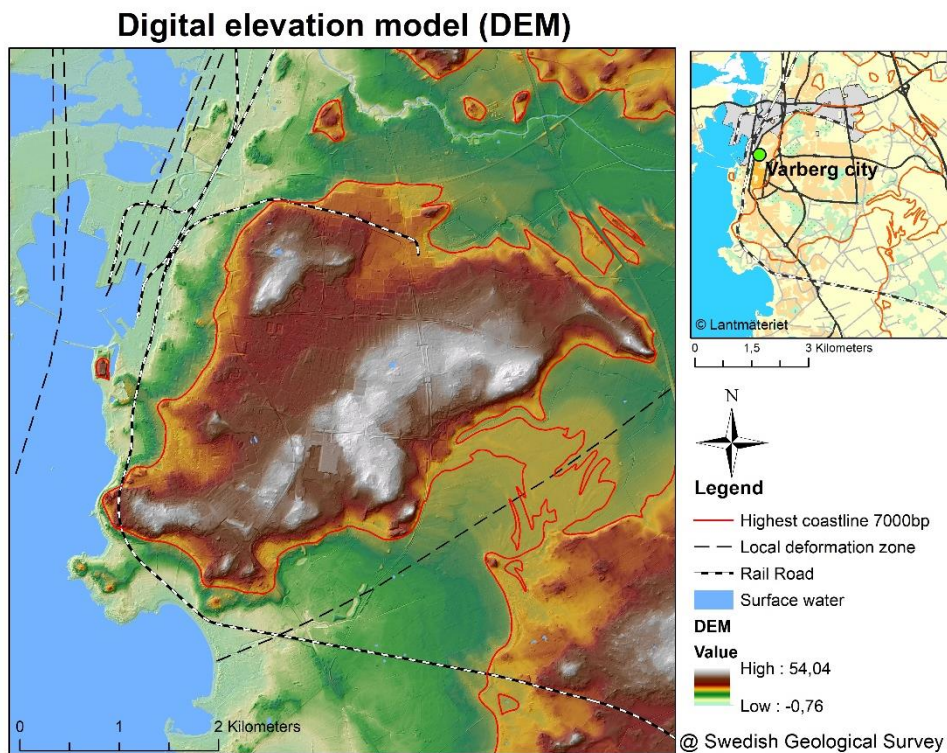 Digital elevation model (DEM)
0
1
2 Kilometers
Varberg city
© Lantmäteriet
0
1,5
3 Kilometers
N
Legend
Highest coastline 7000bp
Local deformation zone
Rail Road
Surface water
DEM
Value
High : 54,04
Low : -0,76
@ Swedish Geological Survey